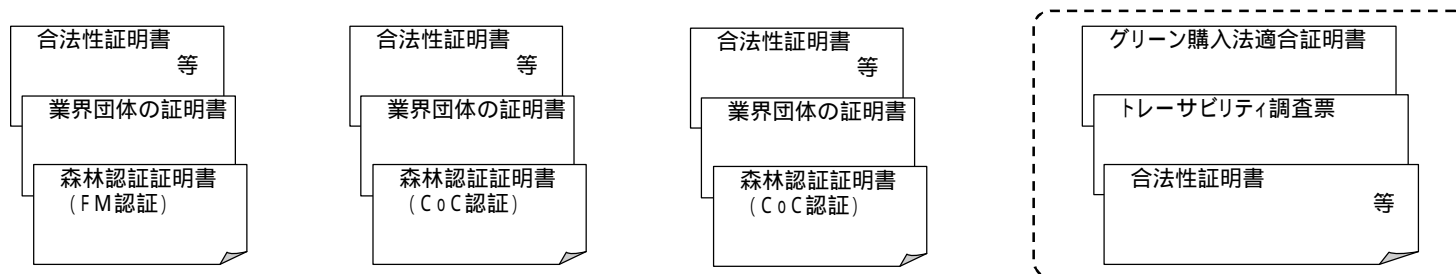 合法性証明書
等
業界団体の証明書
森林認証証明書
(FM認証)
合法性証明書
等
業界団体の証明書
森林認証証明書
(CoC認証)
合法性証明書
等
業界団体の証明書
森林認証証明書
(CoC認証)
グリーン購入法適合証明書
トレーサビリティ調査票
合法性証明書
等